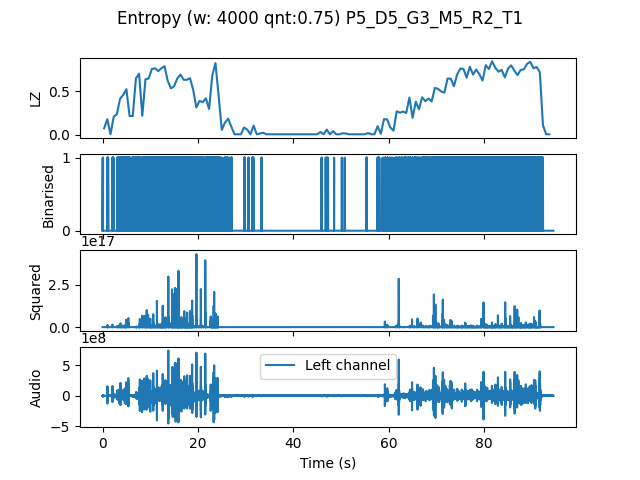 Entropy (w: 4000 qnt:0.75) P5_D5_G3_M5_R2_T1
LZ
0.5
0.0
Binarised
1
0
1e17
Squared
2.5
0.0
1e8
Audio
5
0
−5
Left channel
0 20 40 60 80
Time (s)